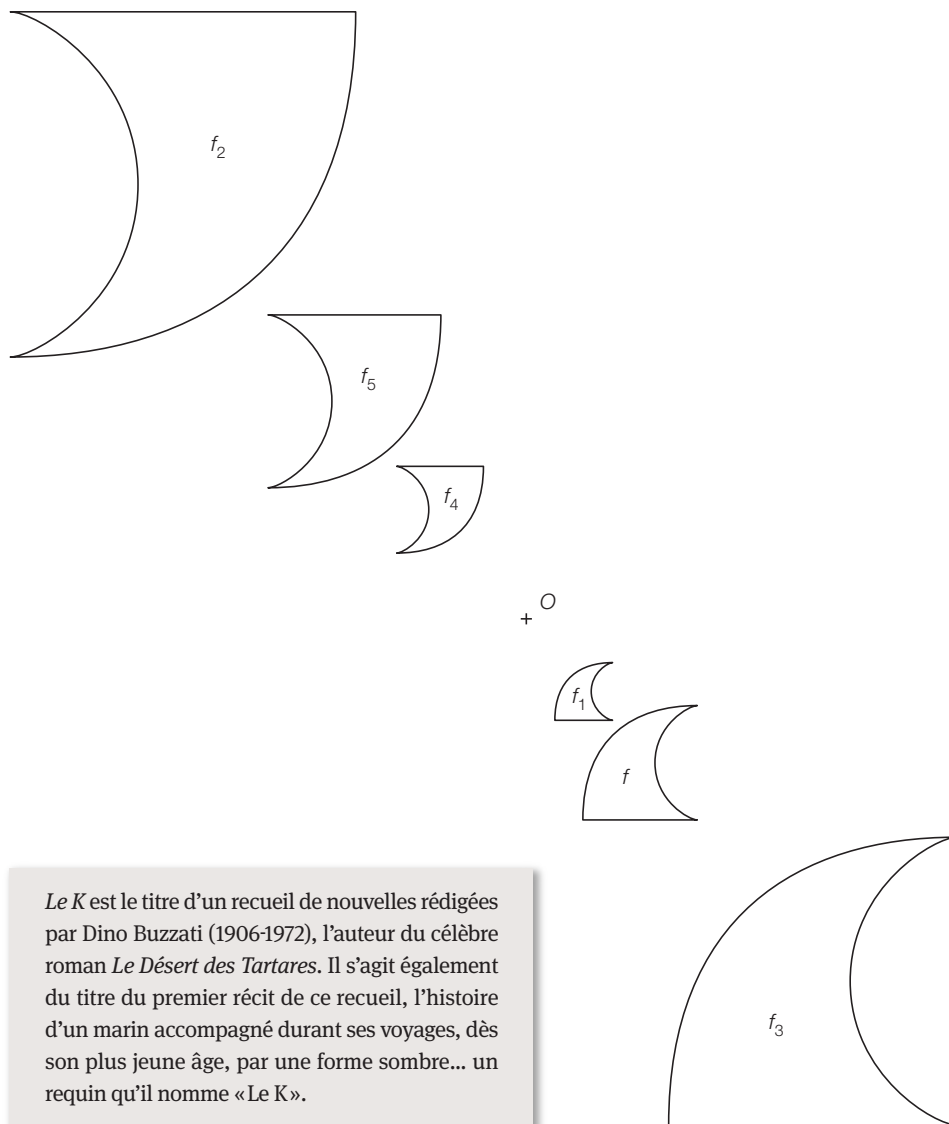 f2
f5
f4
O
+
f1
f
f3
Le K est le titre d'un recueil de nouvelles rédigées
par Dino Buzzati (1906-1972), l'auteur du célèbre
roman Le Désert des Tartares. Il s'agit également
du titre du premier récit de ce recueil, l'histoire
d'un marin accompagné durant ses voyages, dès
son plus jeune âge, par une forme sombre... un
requin qu'il nomme «Le K».